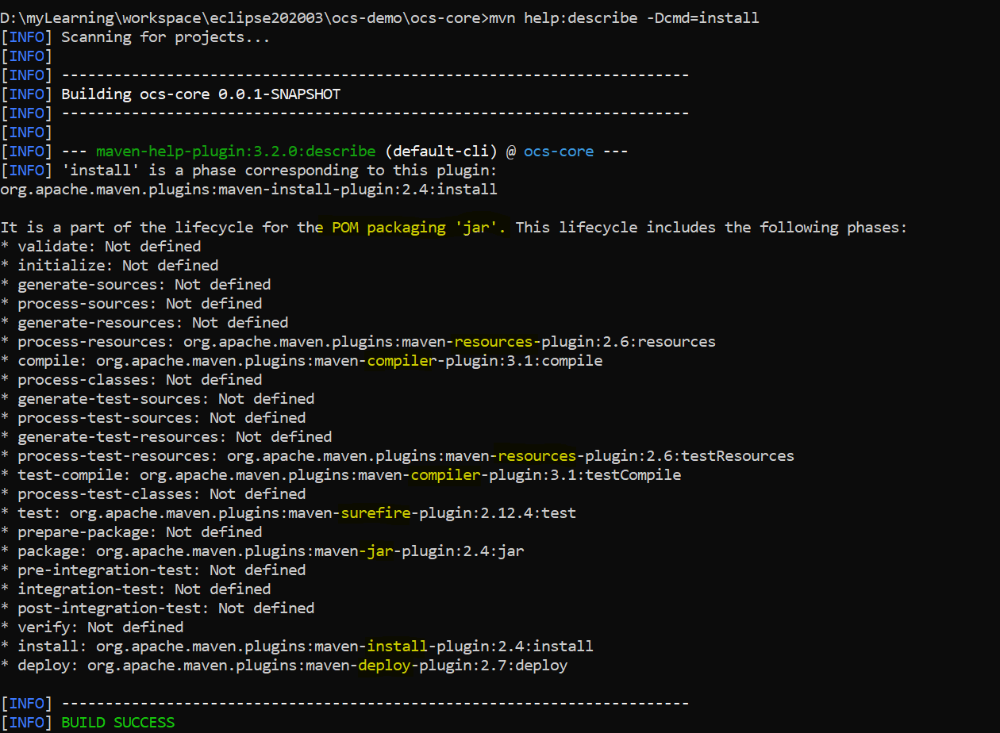 D:\myLearning\workspace\eclipse202003\ocs-demo\ocs-core>mvn help:describe -Dcmd=install
[INFO] Scanning for projects...
[INFO]
[INFO] ------------------------------------------------------------------------
[INFO] Building ocs-core 0.0.1-SNAPSHOT
[INFO] ------------------------------------------------------------------------
[INFO]
[INFO] --- maven-help-plugin:3.2.0:describe (default-cli) @ ocs-core ---
[INFO] 'install' is a phase corresponding to this plugin:
org.apache.maven.plugins:maven-install-plugin:2.4:install

It is a part of the lifecycle for the POM packaging 'jar'. This lifecycle includes the following phases:
* validate: Not defined
* initialize: Not defined
* generate-sources: Not defined
* process-sources: Not defined
* generate-resources: Not defined
* process-resources: org.apache.maven.plugins:maven-resources-plugin:2.6:resources
* compile: org.apache.maven.plugins:maven-compiler-plugin:3.1:compile
* process-classes: Not defined
* generate-test-sources: Not defined
* process-test-sources: Not defined
* generate-test-resources: Not defined
* process-test-resources: org.apache.maven.plugins:maven-resources-plugin:2.6:testResources
* test-compile: org.apache.maven.plugins:maven-compiler-plugin:3.1:testCompile
* process-test-classes: Not defined
* test: org.apache.maven.plugins:maven-surefire-plugin:2.12.4:test
* prepare-package: Not defined
* package: org.apache.maven.plugins:maven-jar-plugin:2.4:jar
* pre-integration-test: Not defined
* integration-test: Not defined
* post-integration-test: Not defined
* verify: Not defined
* install: org.apache.maven.plugins:maven-install-plugin:2.4:install
* deploy: org.apache.maven.plugins:maven-deploy-plugin:2.7:deploy

[INFO] ------------------------------------------------------------------------
[INFO] BUILD SUCCESS